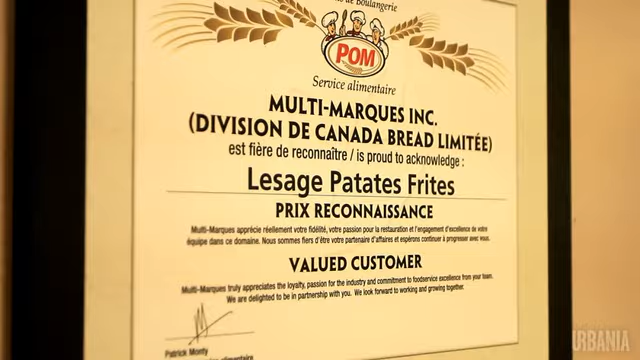 de boulangerie
POM
Service alimentaire
MULTI-MARQUES INC.
(DIVISION DE CANADA BREAD LIMITÉE)
est fière de reconnaître / is proud to acknowledge :
Lesage Patates Frites
PRIX RECONNAISSANCE
Multi-Marques apprécie réellement votre fidélité, votre passion pour la restauration et l'engagement d'excellence de votre
équipe dans ce domaine. Nous sommes fiers d'être votre partenaire d'affaires et espérons continuer à progresser avec vous.
VALUED CUSTOMER
Multi-Marques truly appreciates the loyalty, passion for the industry and commitment to foodservice excellence from your team.
We are delighted to be in partnership with you. We look forward to working and growing together.
Patrick Monty
alimentaire
URBANIA